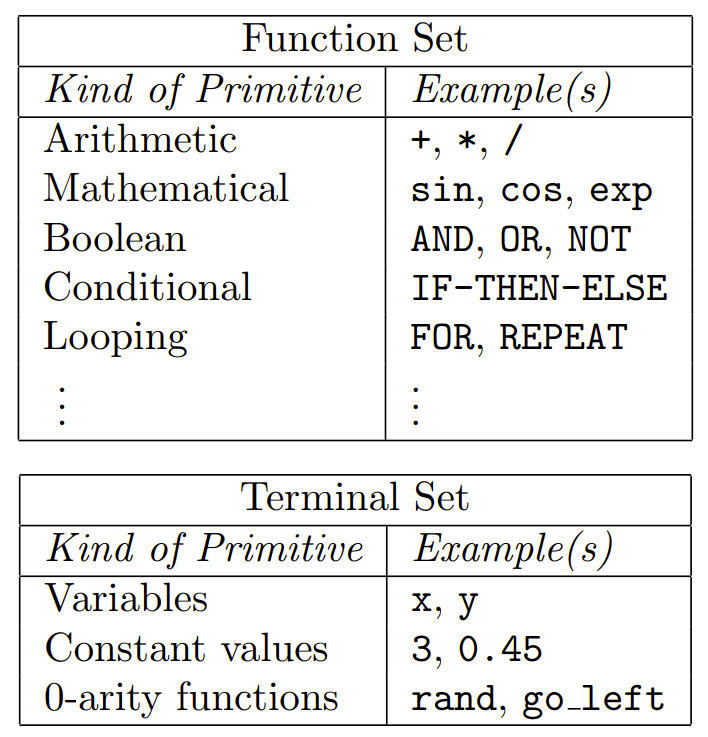 Function Set
Kind of Primitive Example(s)
Arithmetic +, *, /
Mathematical sin, cos, exp
Boolean AND, OR, NOT
Conditional IF-THEN-ELSE
Looping FOR, REPEAT
⋮ ⋮
Terminal Set
Kind of Primitive Example(s)
Variables x, y
Constant values 3, 0.45
0-arity functions rand, go_left